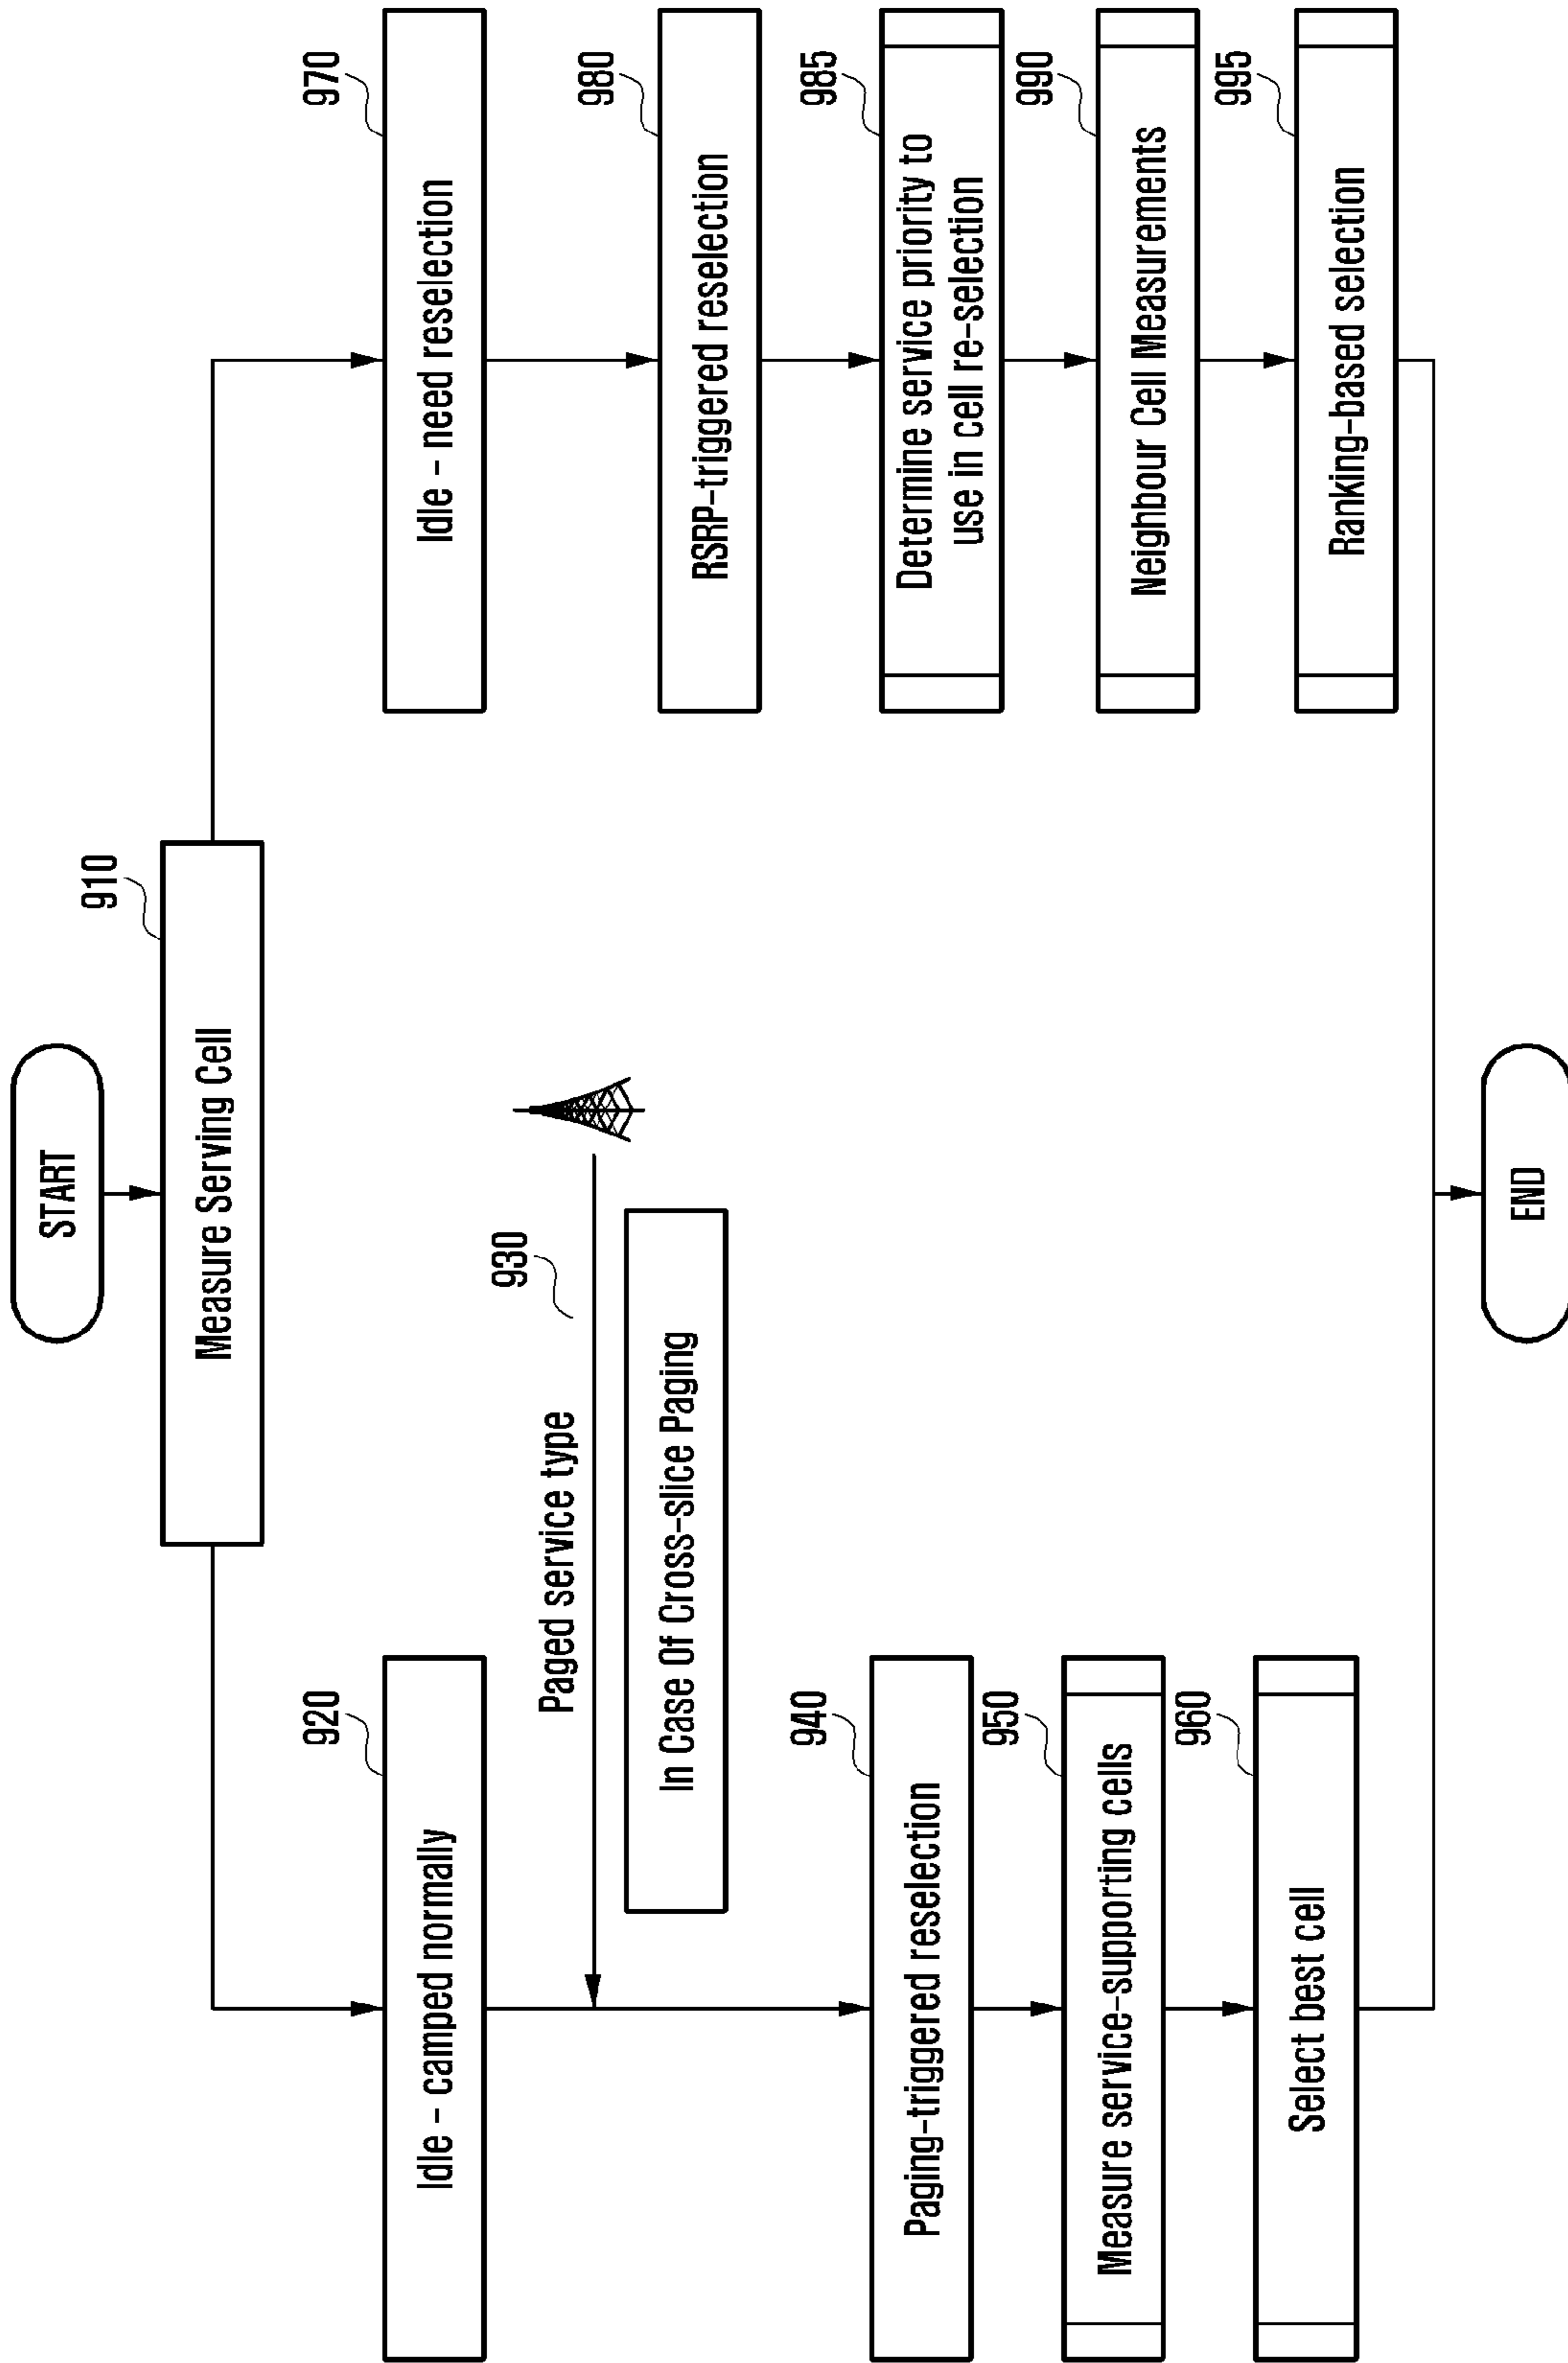 START
910
Measure Serving Cell
920
Idle - camped normally
930
Paged service type
In Case Of Cross-slice Paging
940
Paging-triggered reselection
950
Measure service-supporting cells
960
Select best cell
970
Idle - need reselection
980
RSRP-triggered reselection
985
Determine service priority to
use in cell re-selection
990
Neighbour Cell Measurements
995
Ranking-based selection
END